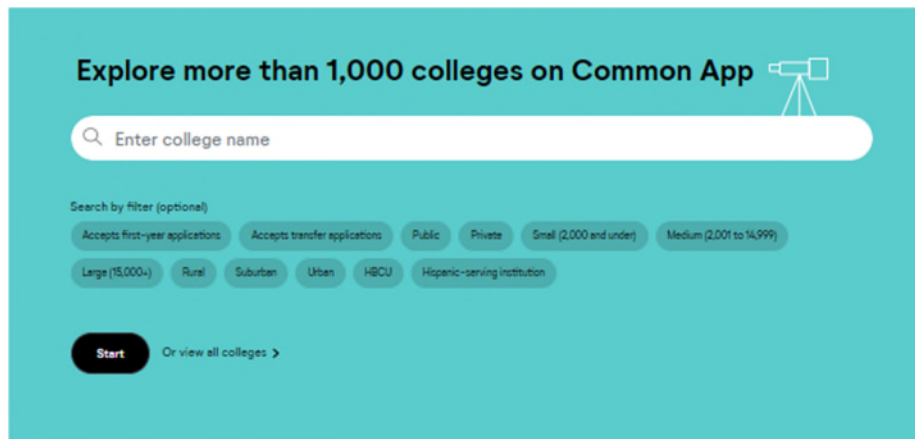 Explore more than 1,000 colleges on Common App
Enter college name
Search by filter (optional)
Accepts first-year applications Accepts transfer applications Public Private Small (2,000 and under) Medium (2,001 to 14,999)
Large (15,000+) Rural Suburban Urban HBCU Hispanic-serving institution
Start Or view all colleges >